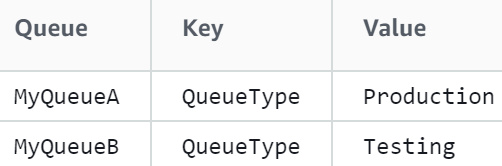 Queue Key Value
MyQueueA QueueType Production
MyQueueB QueueType Testing